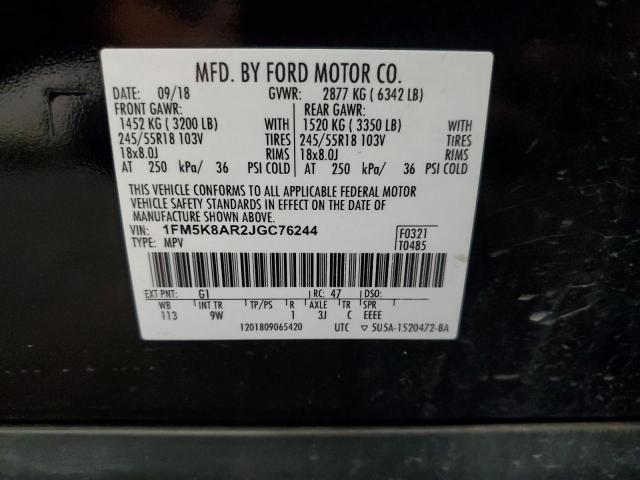 MFD. BY FORD MOTOR CO.
DATE: 09/18 GVWR: 2877 KG ( 6342 LB)
FRONT GAWR: REAR GAWR:
1452 KG ( 3200 LB) WITH 1520 KG ( 3350 LB) WITH
245/55R18 103V TIRES 245/55R18 103V TIRES
18x8.0J RIMS 18x8.0J RIMS
AT 250 kPa/ 36 PSI COLD AT 250 kPa/ 36 PSI COLD
THIS VEHICLE CONFORMS TO ALL APPLICABLE FEDERAL MOTOR
VEHICLE SAFETY STANDARDS IN EFFECT ON THE DATE OF
MANUFACTURE SHOWN ABOVE.
VIN: 1FM5K8AR2JGC76244 F0321
TYPE: MPV T0485
EXT PNT: G1 RC: 47 DSO:
WB INT TR TP/PS R AXLE TR SPR
113 9W 1 3J C EEEE
1201809065420 UTC ▽ 5U5A-1520472-BA